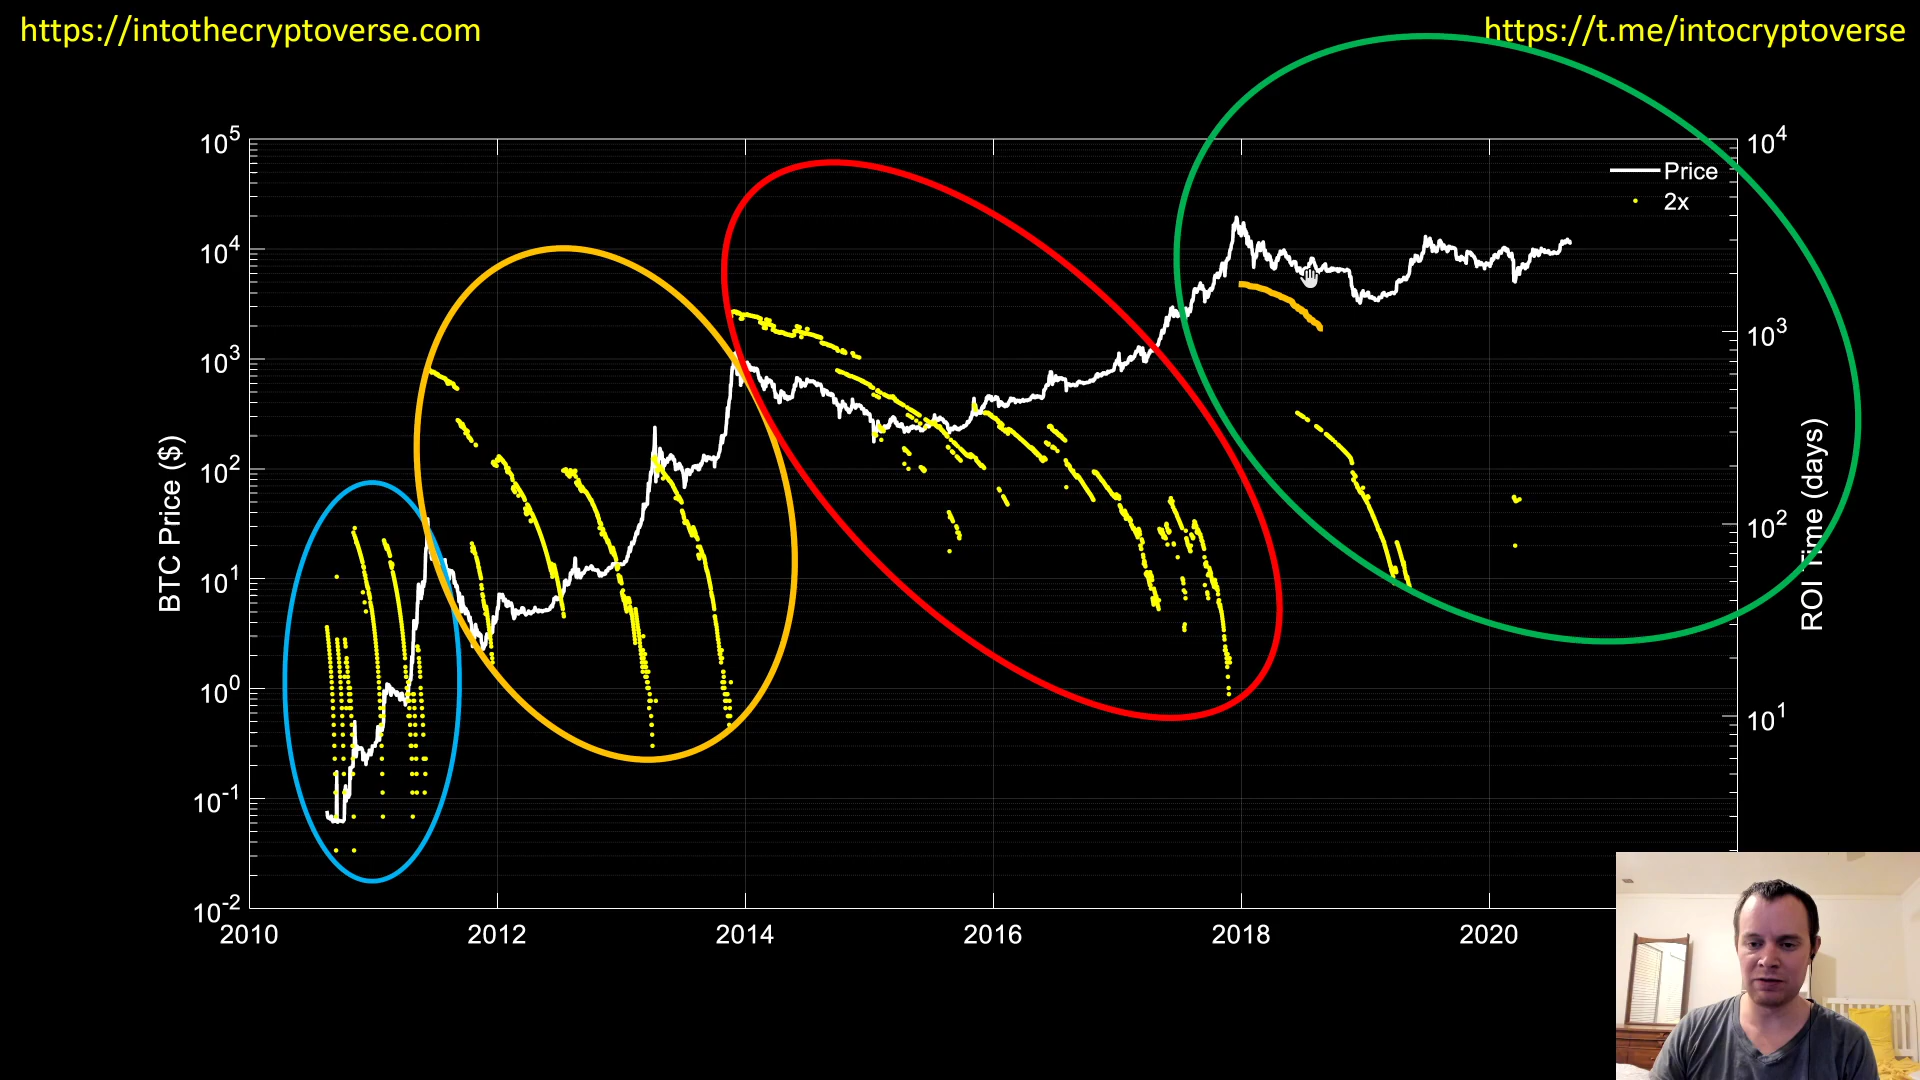 https://intothecryptoverse.com
https://t.me/intocryptoverse
10^5
10^4
10^3
10^2
10^1
10^0
10^-1
10^-2
BTC Price ($)
2010 2012 2014 2016 2018 2020
Price
2x
10^4
10^3
10^2
10^1
ROI Time (days)